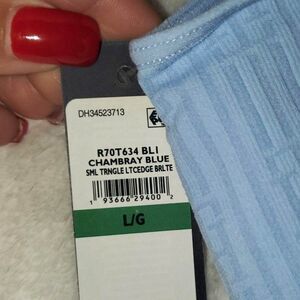 DH34523713
R70T634 BLI
CHAMBRAY BLUE
SML TRNGLE LTCEDGE BRLTE
1 93666 29400 2
L/G